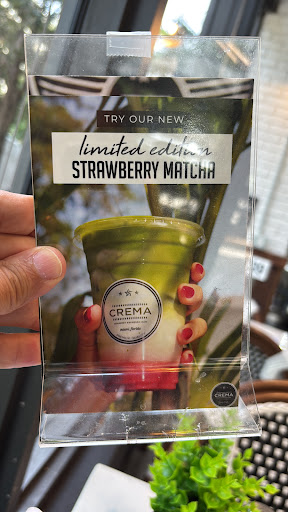 TRY OUR NEW
limited edition
STRAWBERRY MATCHA
CREMA
CREMA